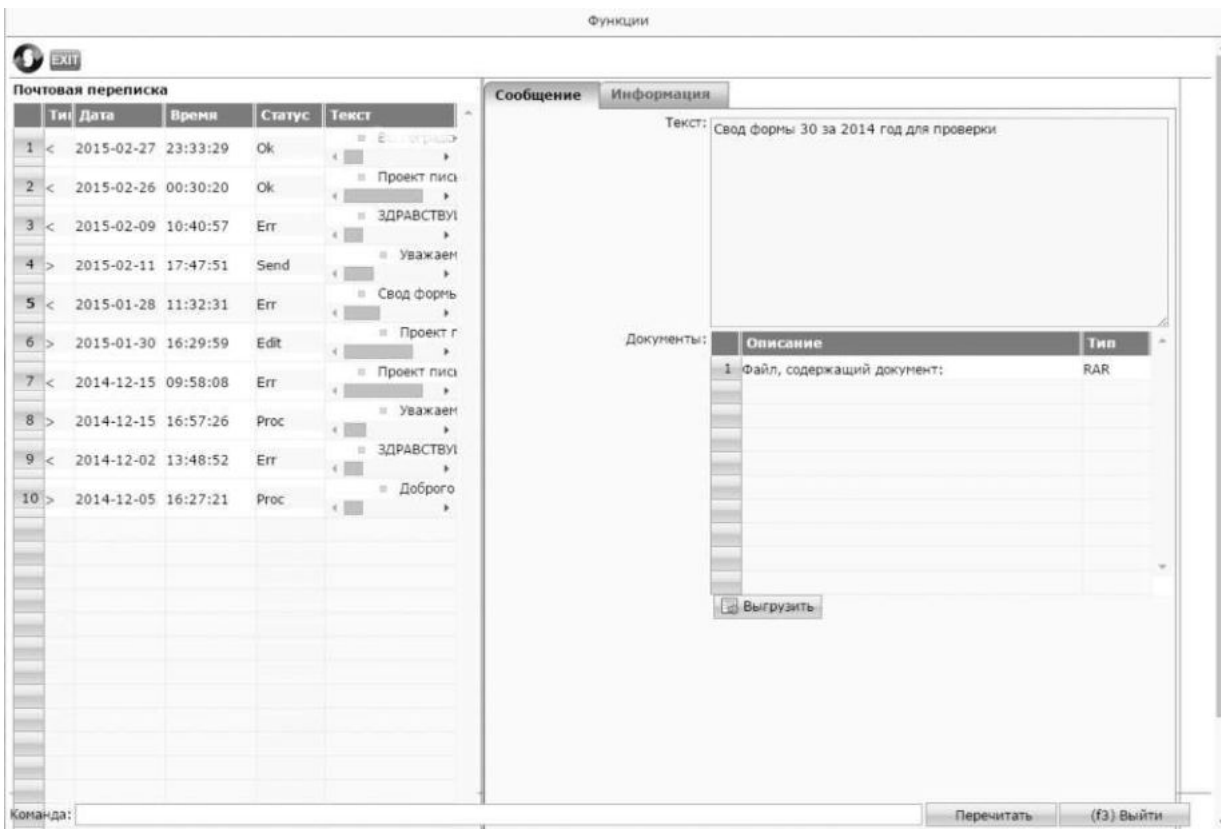 Функции
EXIT
Почтовая переписка
Тип Дата Время Статус Текст
1 < 2015-02-27 23:33:29 Ok
2 < 2015-02-26 00:30:20 Ok Проект пись
3 < 2015-02-09 10:40:57 Err ЗДРАВСТВУ
4 > 2015-02-11 17:47:51 Send Уважаем
5 < 2015-01-28 11:32:31 Err Свод формы
6 > 2015-01-30 16:29:59 Edit Проект п
7 < 2014-12-15 09:58:08 Err Проект пись
8 > 2014-12-15 16:57:26 Proc Уважаем
9 < 2014-12-02 13:48:52 Err ЗДРАВСТВУ
10 > 2014-12-05 16:27:21 Proc Доброго
Сообщение Информация
Текст: Свод формы 30 за 2014 год для проверки
Документы:
Описание Тип
1 Файл, содержащий документ: RAR
Выгрузить
Команда: Перечитать (f3) Выйти